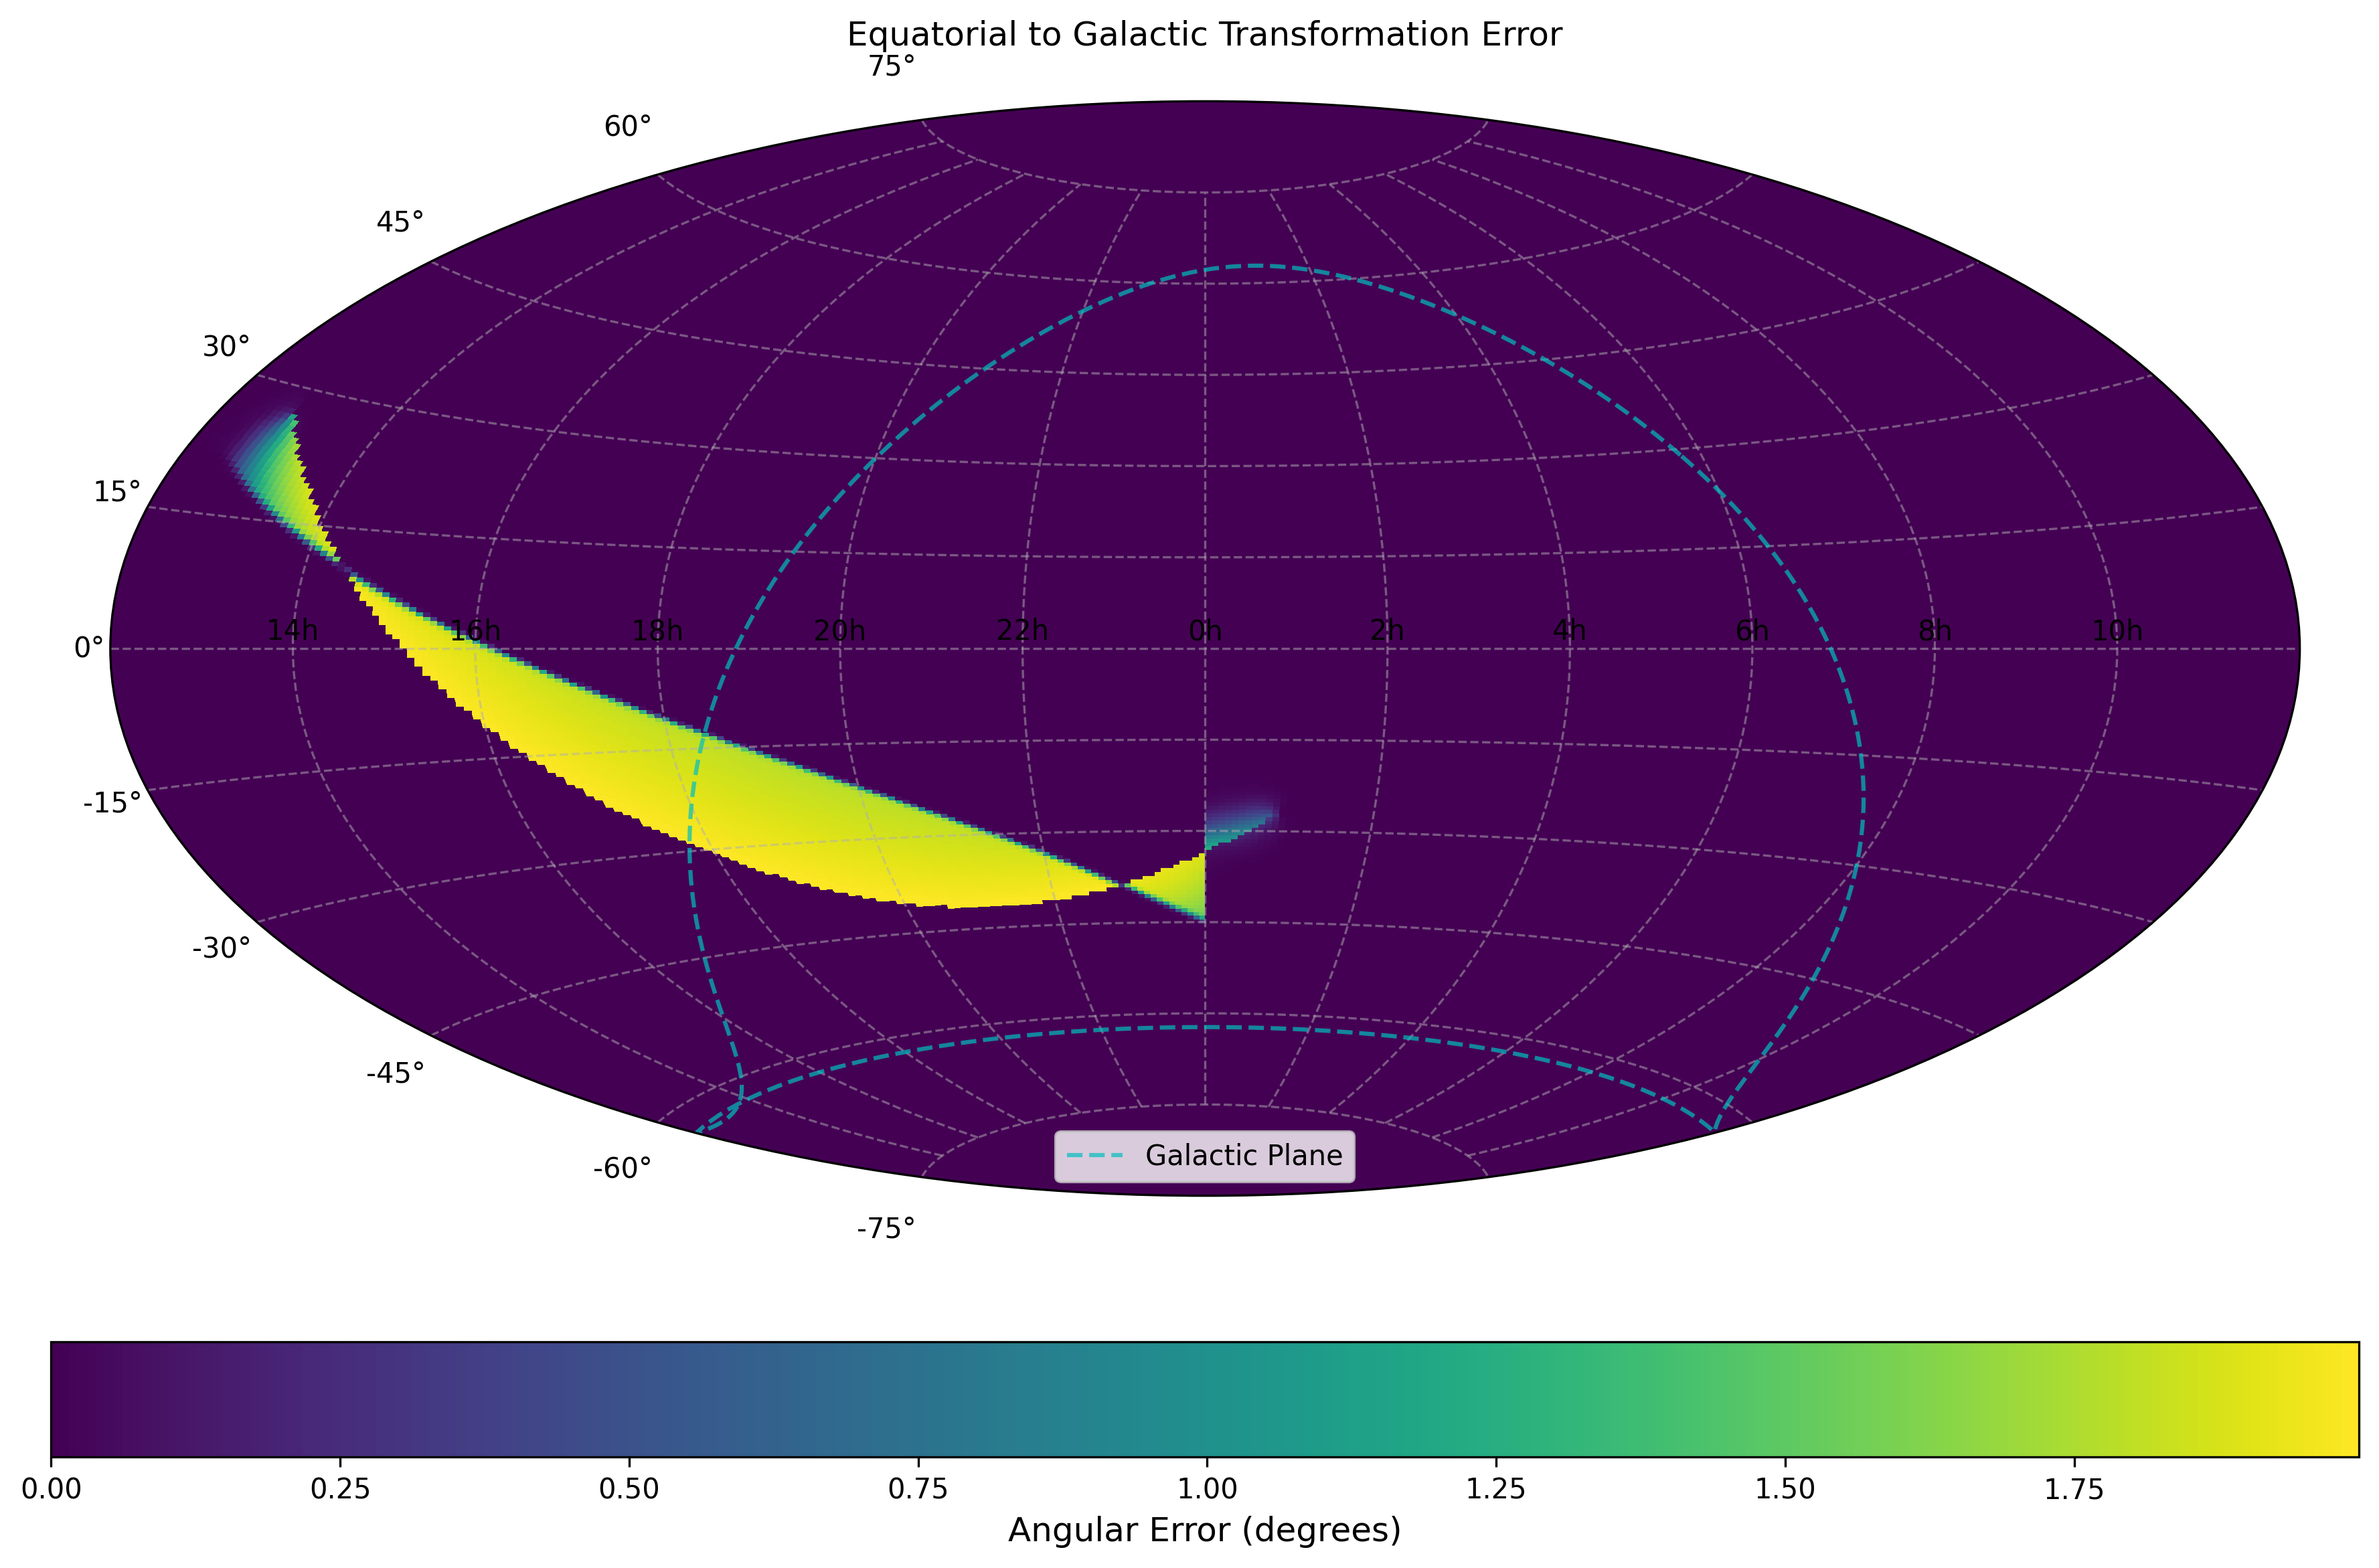 Equatorial to Galactic Transformation Error
75°
60°
45°
30°
15°
0°
14h 16h 18h 20h 22h 0h 2h 4h 6h 8h 10h
-15°
-30°
-45°
-60°
-75°
Galactic Plane
0.00 0.25 0.50 0.75 1.00 1.25 1.50 1.75
Angular Error (degrees)